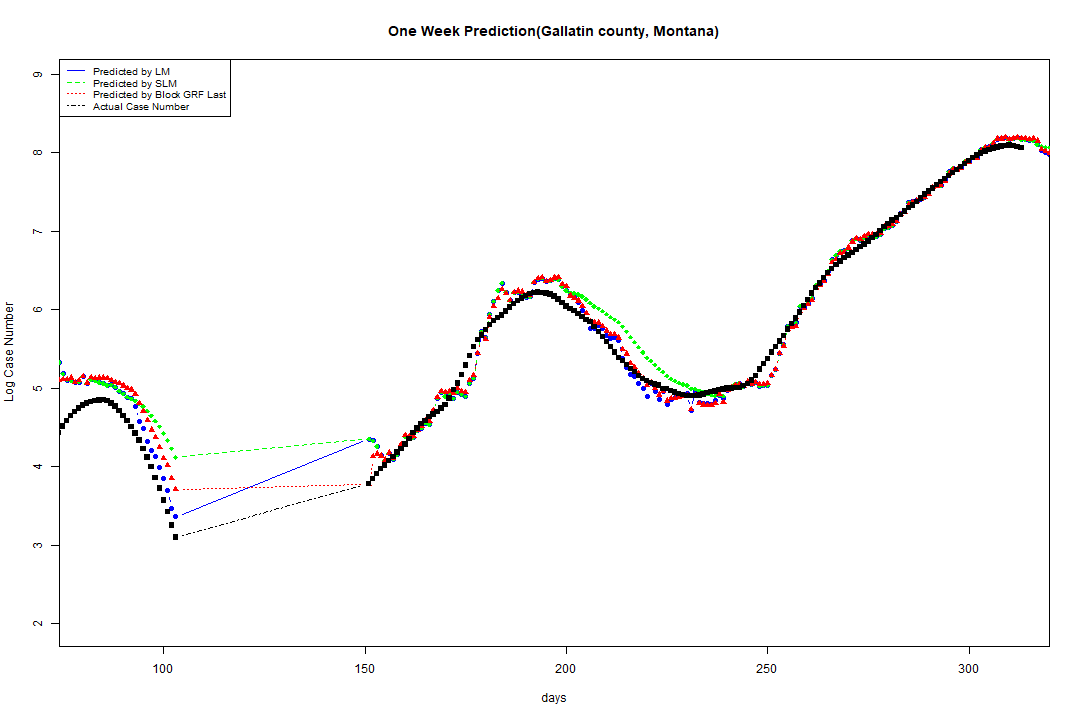 One Week Prediction(Gallatin county, Montana)
Predicted by LM
Predicted by SLM
Predicted by Block GRF Last
Actual Case Number
9
8
7
6
5
4
3
2
Log Case Number
100 150 200 250 300
days